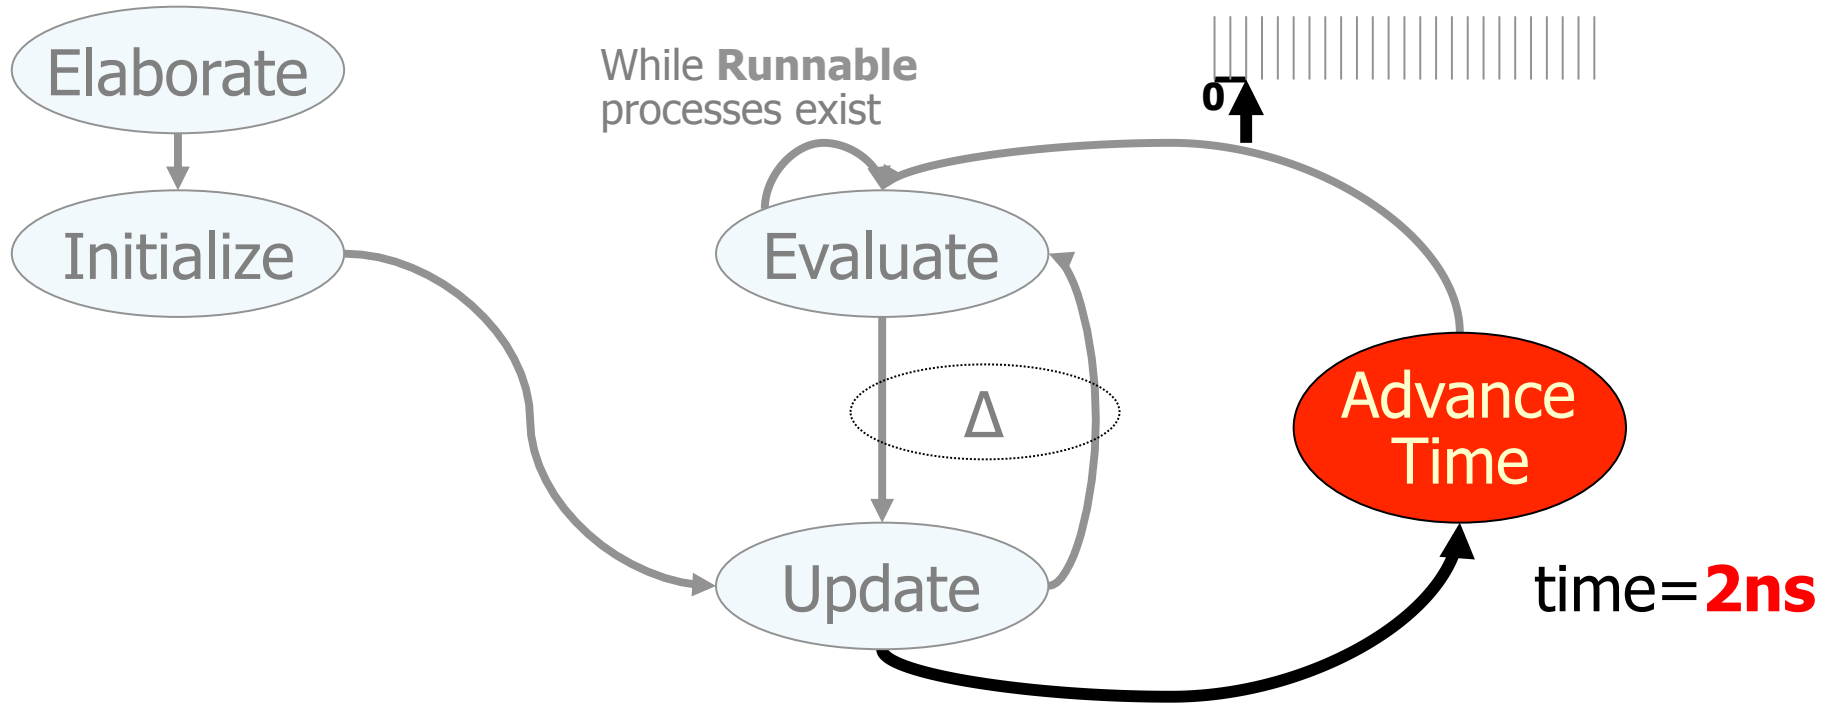 Elaborate
While Runnable
processes exist
0
Initialize
Evaluate
Δ
Advance
Time
Update
time=2ns